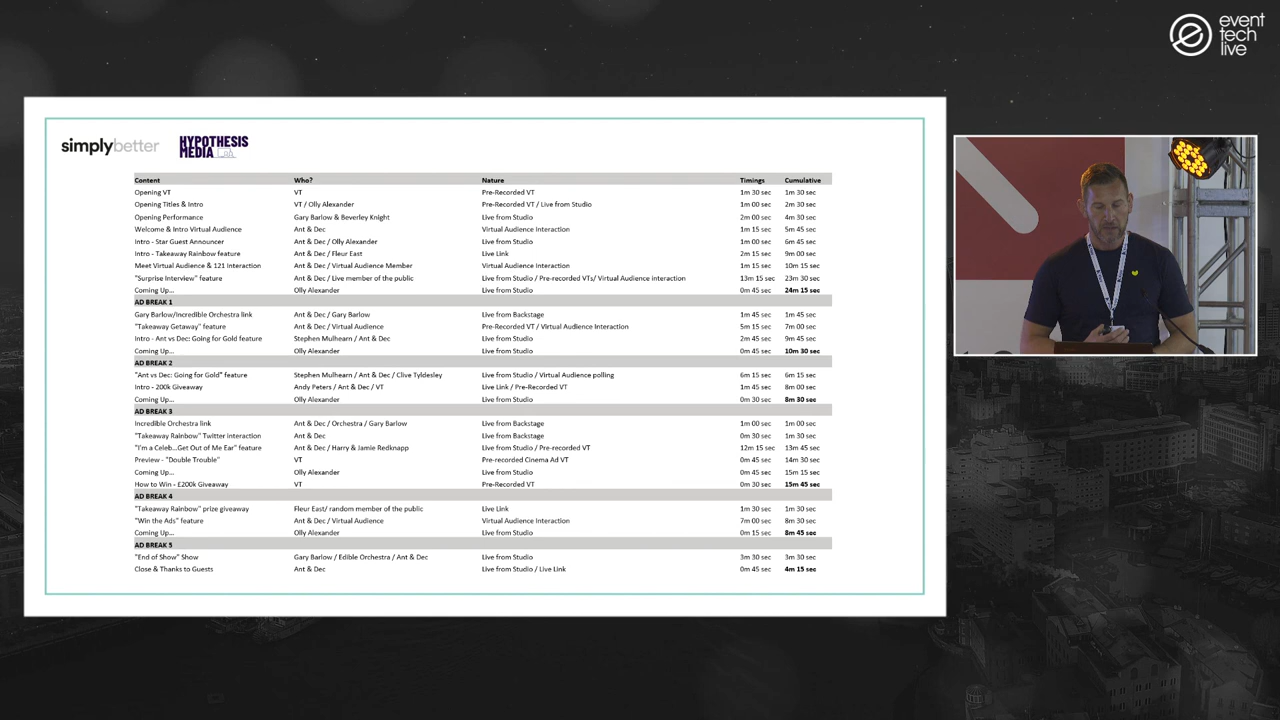 event
tech
live
simplybetter
HYPOTHESIS
MEDIA
Content Who? Nature Timings Cumulative
Opening VT VT Pre-Recorded VT 1m 30 sec 1m 30 sec
Opening Titles & Intro VT / Olly Alexander Pre-Recorded VT / Live from Studio 1m 00 sec 2m 30 sec
Opening Performance Gary Barlow & Beverley Knight Live from Studio 2m 00 sec 4m 30 sec
Welcome & Intro Virtual Audience Ant & Dec Virtual Audience Interaction 1m 15 sec 5m 45 sec
Intro - Star Guest Announcer Ant & Dec / Olly Alexander Live from Studio 1m 00 sec 6m 45 sec
Intro - Takeaway Rainbow feature Ant & Dec / Fleur East Live Link 2m 15 sec 9m 00 sec
Meet Virtual Audience & 121 Interaction Ant & Dec / Virtual Audience Member Virtual Audience Interaction 1m 15 sec 10m 15 sec
"Surprise Interview" feature Ant & Dec / Live member of the public Live from Studio / Pre-recorded VTs/ Virtual Audience interaction 13m 15 sec 23m 30 sec
Coming Up... Olly Alexander Live from Studio 0m 45 sec 24m 15 sec
AD BREAK 1
Gary Barlow/Incredible Orchestra link Ant & Dec / Gary Barlow Live from Backstage 1m 45 sec 1m 45 sec
"Takeaway Getaway" feature Ant & Dec / Virtual Audience Pre-Recorded VT / Virtual Audience Interaction 5m 15 sec 7m 00 sec
Intro - Ant vs Dec: Going for Gold feature Stephen Mulhearn / Ant & Dec Live from Studio 2m 45 sec 9m 45 sec
Coming Up... Olly Alexander Live from Studio 0m 45 sec 10m 30 sec
AD BREAK 2
"Ant vs Dec: Going for Gold" feature Stephen Mulhearn / Ant & Dec / Clive Tyldesley Live from Studio / Virtual Audience polling 6m 15 sec 6m 15 sec
Intro - 200k Giveaway Andy Peters / Ant & Dec / VT Live Link / Pre-Recorded VT 1m 45 sec 8m 00 sec
Coming Up... Olly Alexander Live from Studio 0m 30 sec 8m 30 sec
AD BREAK 3
Incredible Orchestra link Ant & Dec / Orchestra / Gary Barlow Live from Backstage 1m 00 sec 1m 00 sec
"Takeaway Rainbow" Twitter interaction Ant & Dec Live from Backstage 0m 30 sec 1m 30 sec
"I'm a Celeb...Get Out of Me Ear" feature Ant & Dec / Harry & Jamie Redknapp Live from Studio / Pre-recorded VT 12m 15 sec 13m 45 sec
Preview - "Double Trouble" VT Pre-recorded Cinema Ad VT 0m 45 sec 14m 30 sec
Coming Up... Olly Alexander Live from Studio 0m 45 sec 15m 15 sec
How to Win - £200k Giveaway VT Pre-Recorded VT 0m 30 sec 15m 45 sec
AD BREAK 4
"Takeaway Rainbow" prize giveaway Fleur East/ random member of the public Live Link 1m 30 sec 1m 30 sec
"Win the Ads" feature Ant & Dec / Virtual Audience Virtual Audience Interaction 7m 00 sec 8m 30 sec
Coming Up... Olly Alexander Live from Studio 0m 15 sec 8m 45 sec
AD BREAK 5
"End of Show" Show Gary Barlow / Edible Orchestra / Ant & Dec Live from Studio 3m 30 sec 3m 30 sec
Close & Thanks to Guests Ant & Dec Live from Studio / Live Link 0m 45 sec 4m 15 sec